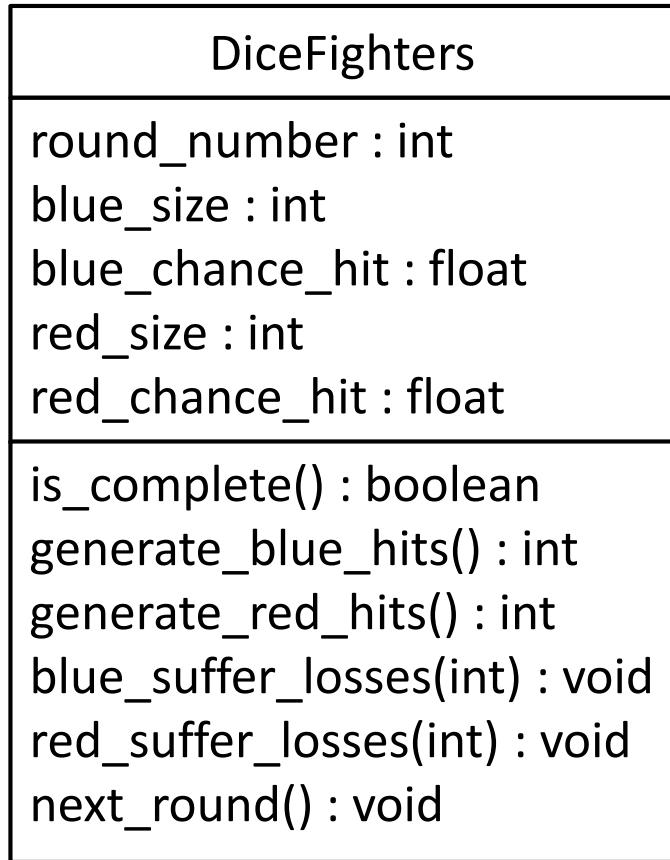 DiceFighters
round_number : int
blue_size : int
blue_chance_hit : float
red_size : int
red_chance_hit : float
is_complete() : boolean
generate_blue_hits() : int
generate_red_hits() : int
blue_suffer_losses(int) : void
red_suffer_losses(int) : void
next_round() : void